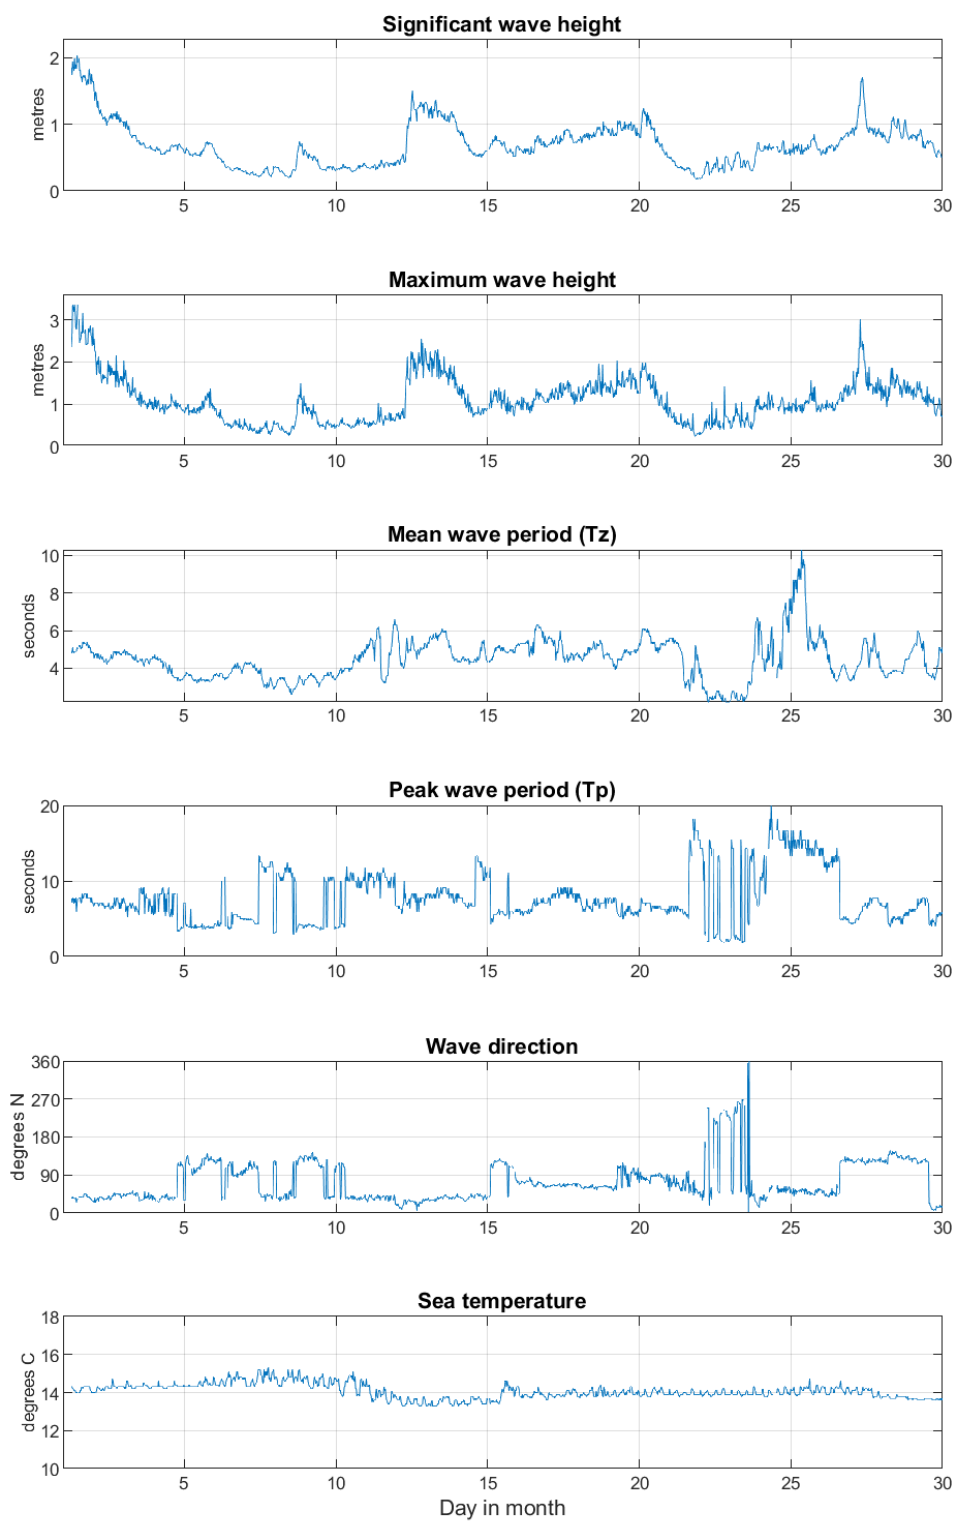 Significant wave height
metres
2
1
0
5 10 15 20 25 30
Maximum wave height
metres
3
2
1
0
5 10 15 20 25 30
Mean wave period (Tz)
seconds
10
8
6
4
5 10 15 20 25 30
Peak wave period (Tp)
seconds
20
10
0
5 10 15 20 25 30
Wave direction
degrees N
360
270
180
90
0
5 10 15 20 25 30
Sea temperature
degrees C
18
16
14
12
10
5 10 15 20 25 30
Day in month